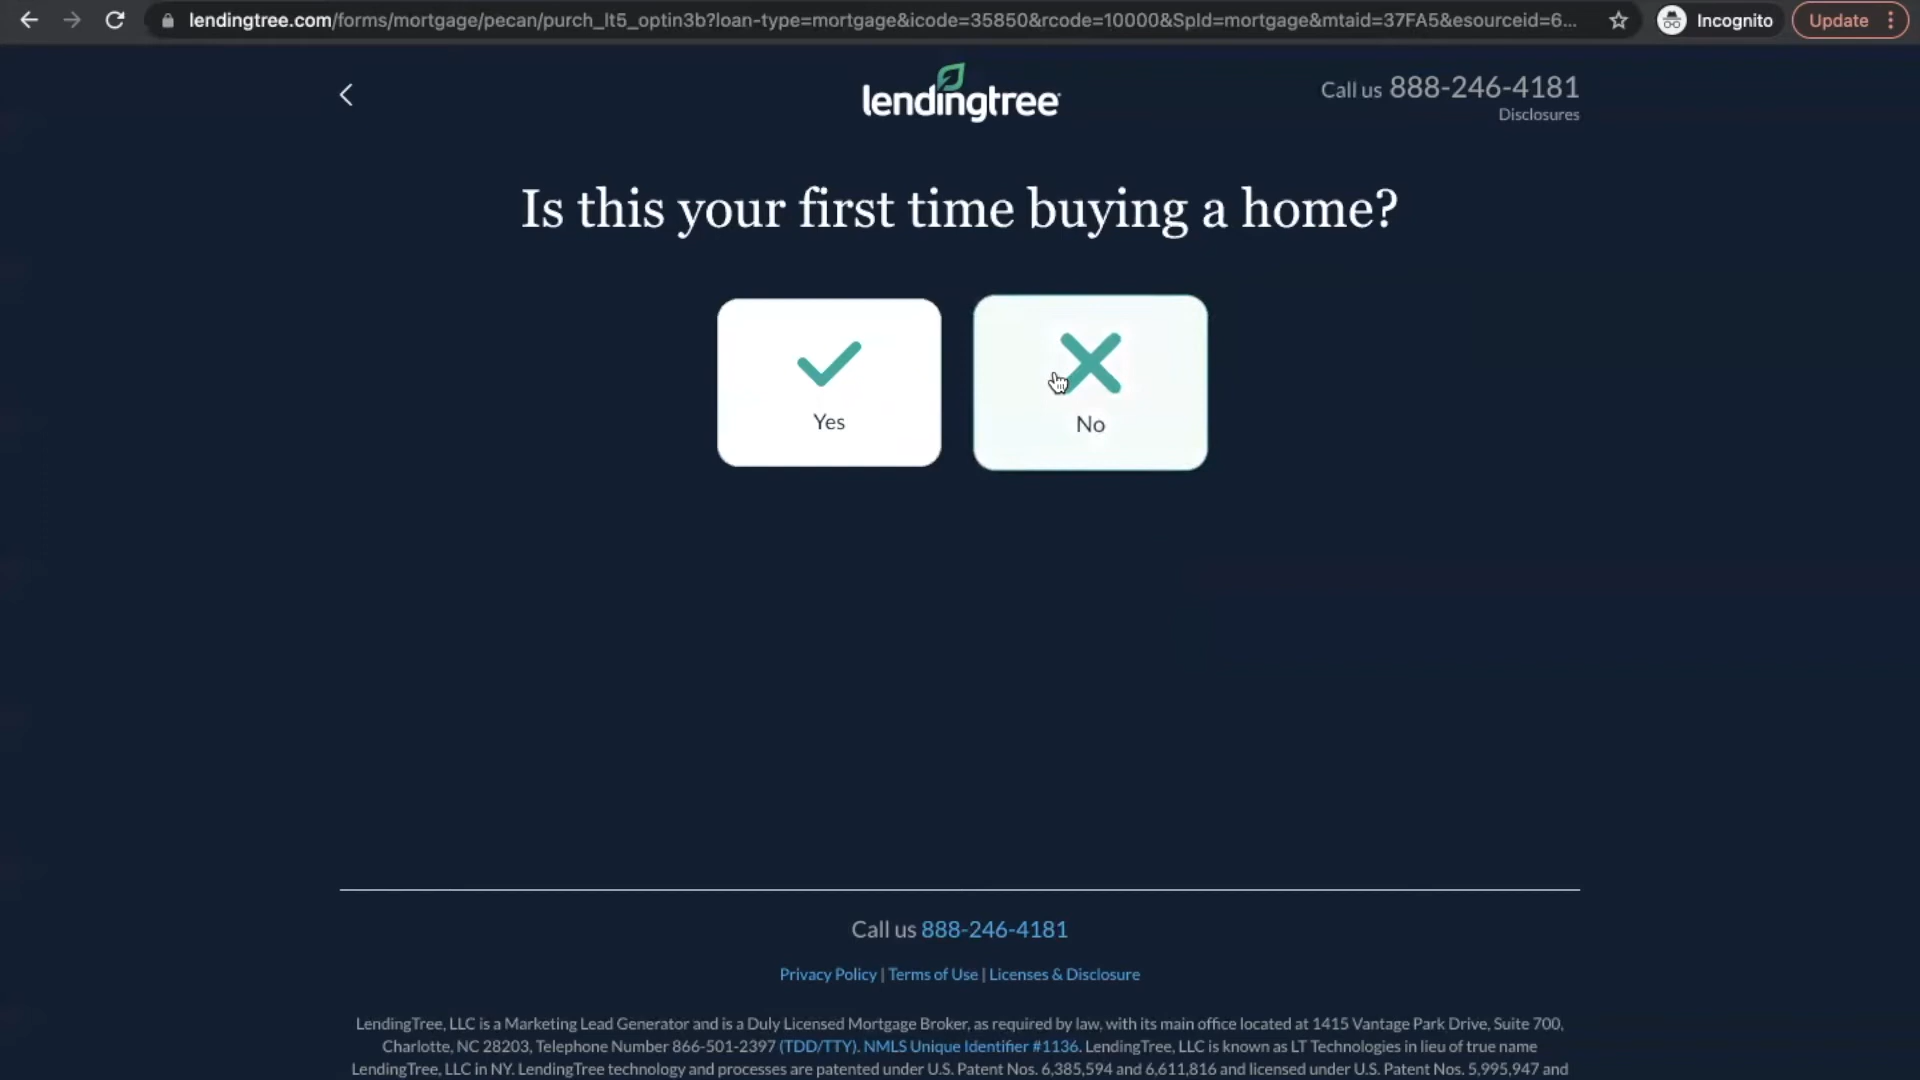 lendingtree.com/forms/mortgage/pecan/purch_lt5_optin3b?loan-type=mortgage&icode=35850&rcode=10000&SpId=mortgage&mtaid=37FA5&esourceid=6...
Incognito
Update
lendingtree
Call us 888-246-4181
Disclosures
Is this your first time buying a home?
Yes
No
Call us 888-246-4181
Privacy Policy | Terms of Use | Licenses & Disclosure
LendingTree, LLC is a Marketing Lead Generator and is a Duly Licensed Mortgage Broker, as required by law, with its main office located at 1415 Vantage Park Drive, Suite 700,
Charlotte, NC 28203, Telephone Number 866-501-2397 (TDD/TTY). NMLS Unique Identifier #1136. LendingTree, LLC is known as LT Technologies in lieu of true name
LendingTree, LLC in NY. LendingTree technology and processes are patented under U.S. Patent Nos. 6,385,594 and 6,611,816 and licensed under U.S. Patent Nos. 5,995,947 and